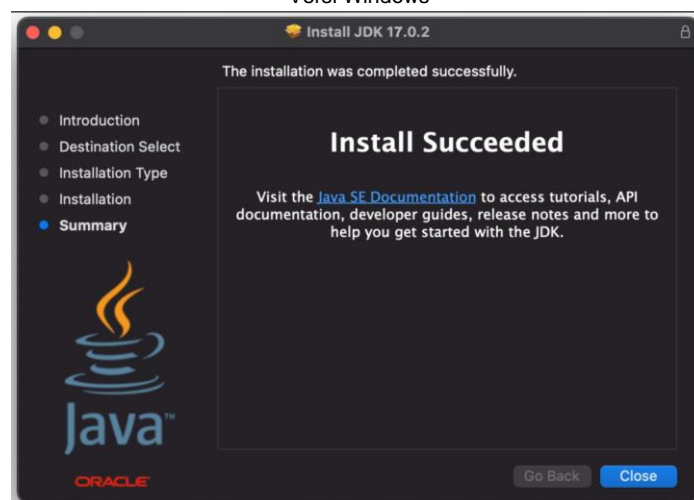 Versi Windows
Install JDK 17.0.2
The installation was completed successfully.
Introduction
Destination Select
Installation Type
Installation
Summary
Install Succeeded
Visit the Java SE Documentation to access tutorials, API
documentation, developer guides, release notes and more to
help you get started with the JDK.
Java™
ORACLE
Go Back
Close